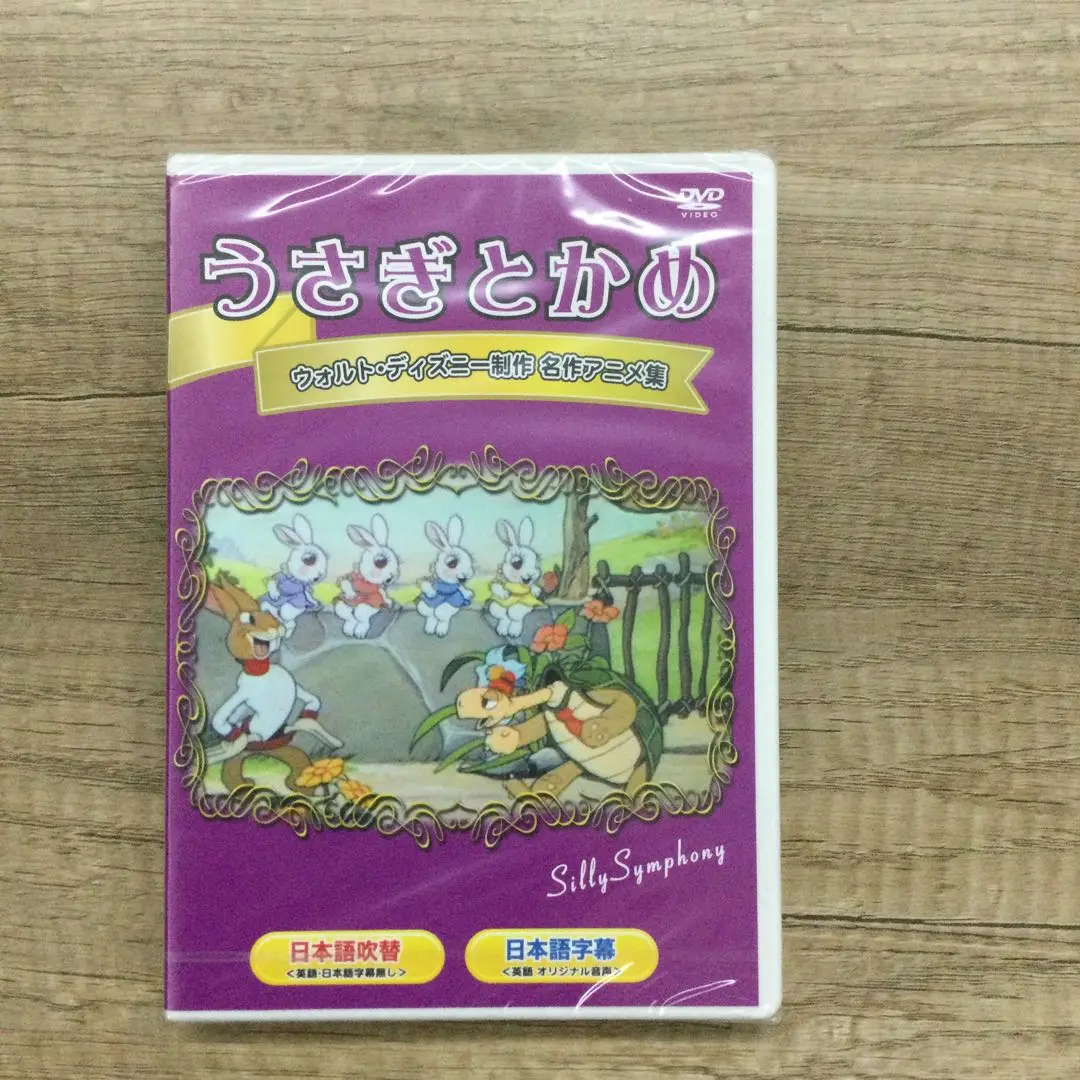 DVD
VIDEO
うさぎとかめ
ウォルト・ディズニー制作 名作アニメ集
SillySymphony
日本語吹替
<英語・日本語字幕無し>
日本語字幕
<英語 オリジナル音声>